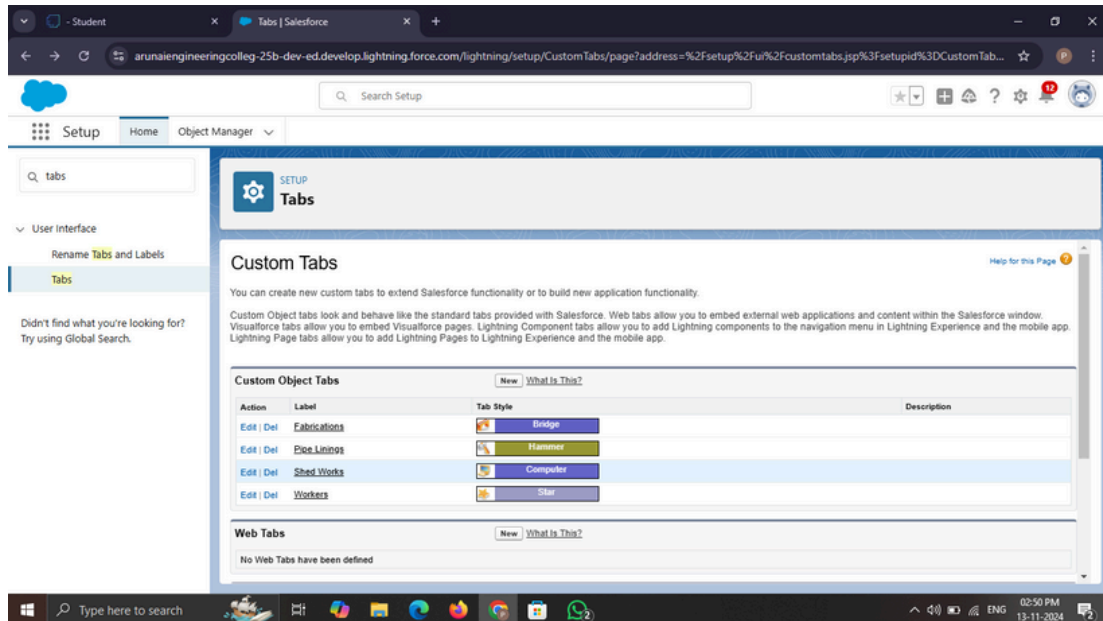 - Student
Tabs | Salesforce
arunaiengineeringcolleg-25b-dev-ed.develop.lightning.force.com/lightning/setup/CustomTabs/page?address=%2Fsetup%2Fui%2Fcustomtabs.jsp%3Fsetupid%3DCustomTab...
P
Search Setup
12
Setup
Home
Object Manager
tabs
User Interface
Rename Tabs and Labels
Tabs
Didn't find what you're looking for?
Try using Global Search.
SETUP
Tabs
Custom Tabs
Help for this Page
You can create new custom tabs to extend Salesforce functionality or to build new application functionality.
Custom Object tabs look and behave like the standard tabs provided with Salesforce. Web tabs allow you to embed external web applications and content within the Salesforce window.
Visualforce tabs allow you to embed Visualforce pages. Lightning Component tabs allow you to add Lightning components to the navigation menu in Lightning Experience and the mobile app.
Lightning Page tabs allow you to add Lightning Pages to Lightning Experience and the mobile app.
Custom Object Tabs New What Is This?
Action Label Tab Style Description
Edit | Del Fabrications Bridge
Edit | Del Pipe Linings Hammer
Edit | Del Shed Works Computer
Edit | Del Workers Star
Web Tabs New What Is This?
No Web Tabs have been defined
Type here to search
2
ENG
02:50 PM
13-11-2024
2